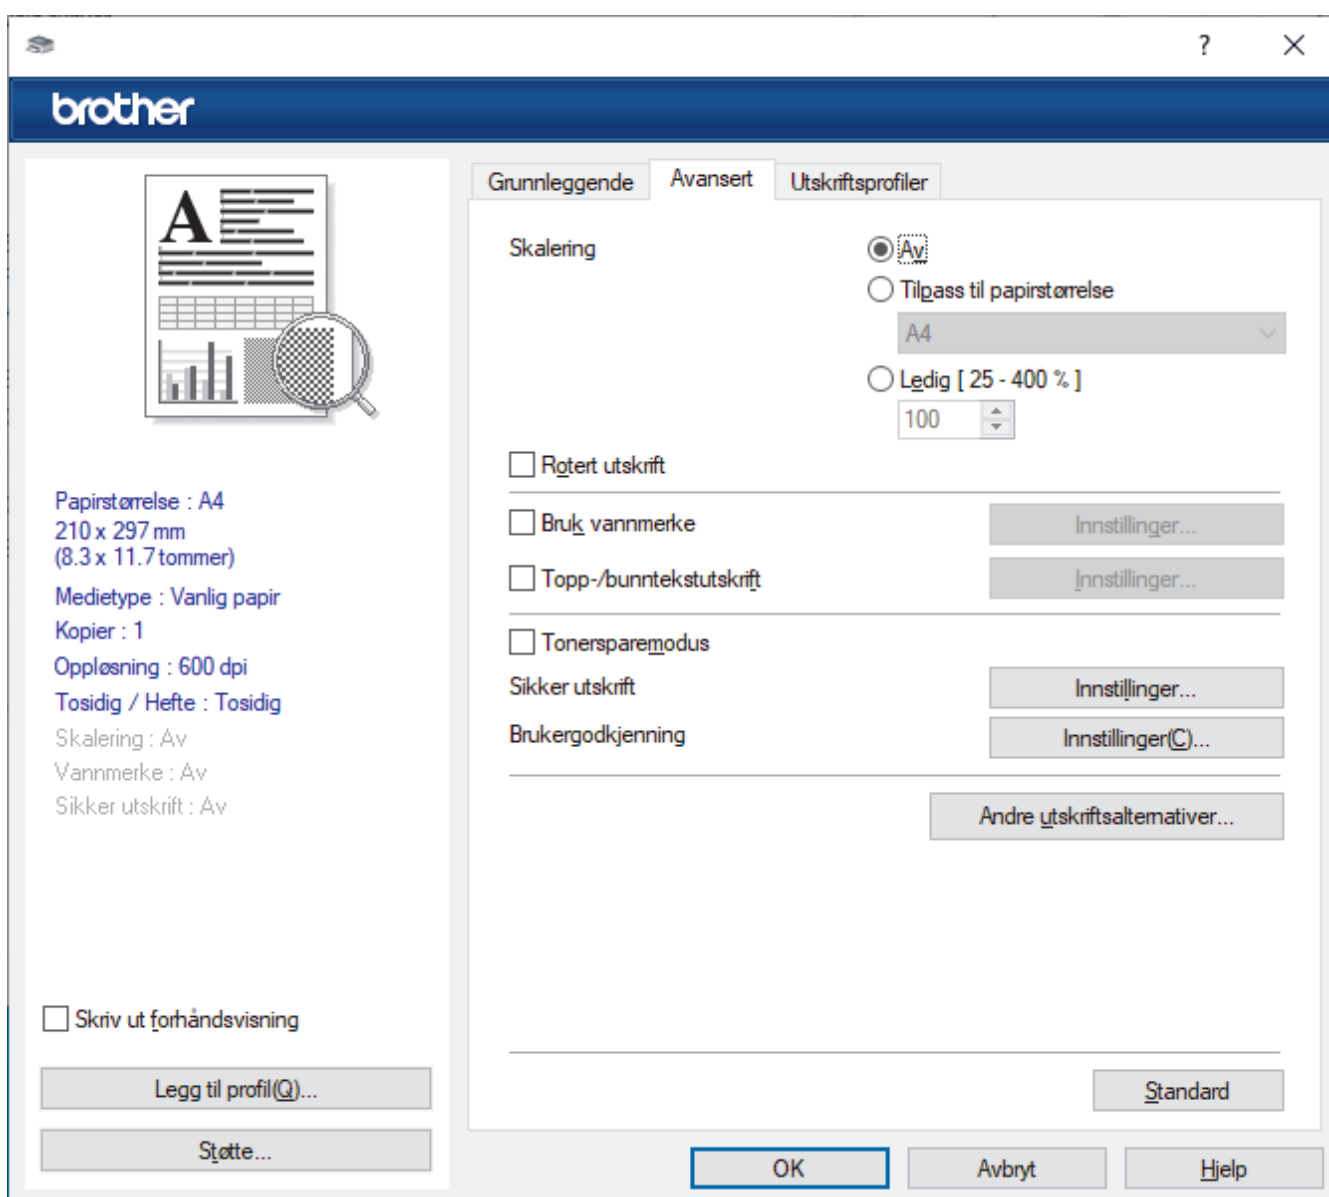 ?
brother
A
Papirstørrelse : A4
210 x 297 mm
(8.3 x 11.7 tommer)
Medietype : Vanlig papir
Kopier : 1
Oppløsning : 600 dpi
Tosidig / Hefte : Tosidig
Skalering : Av
Vannmerke : Av
Sikker utskrift : Av
Skriv ut forhåndsvisning
Legg til profil(Q)...
Støtte...
Grunnleggende Avansert Utskriftsprofiler
Skalering Av
Tilpass til papirstørrelse
A4
Ledig [ 25 - 400 % ]
100
Rotert utskrift
Bruk vannmerke Innstillinger...
Topp-/bunntekstutskrift Innstillinger...
Tonersparemodus
Sikker utskrift Innstillinger...
Brukergodkjenning Innstillinger(C)...
Andre utskriftsalternativer...
Standard
OK Avbryt Hjelp